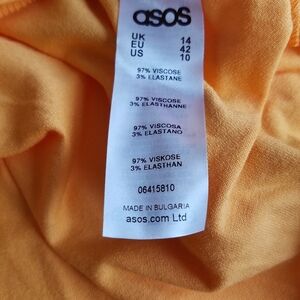 asos
UK 14
EU 42
US 10
97% VISCOSE
3% ELASTANE
97% VISCOSE
3% ELASTHANNE
97% VISCOSA
3% ELASTANO
97% VISKOSE
3% ELASTHAN
06415810
MADE IN BULGARIA
asos.com Ltd